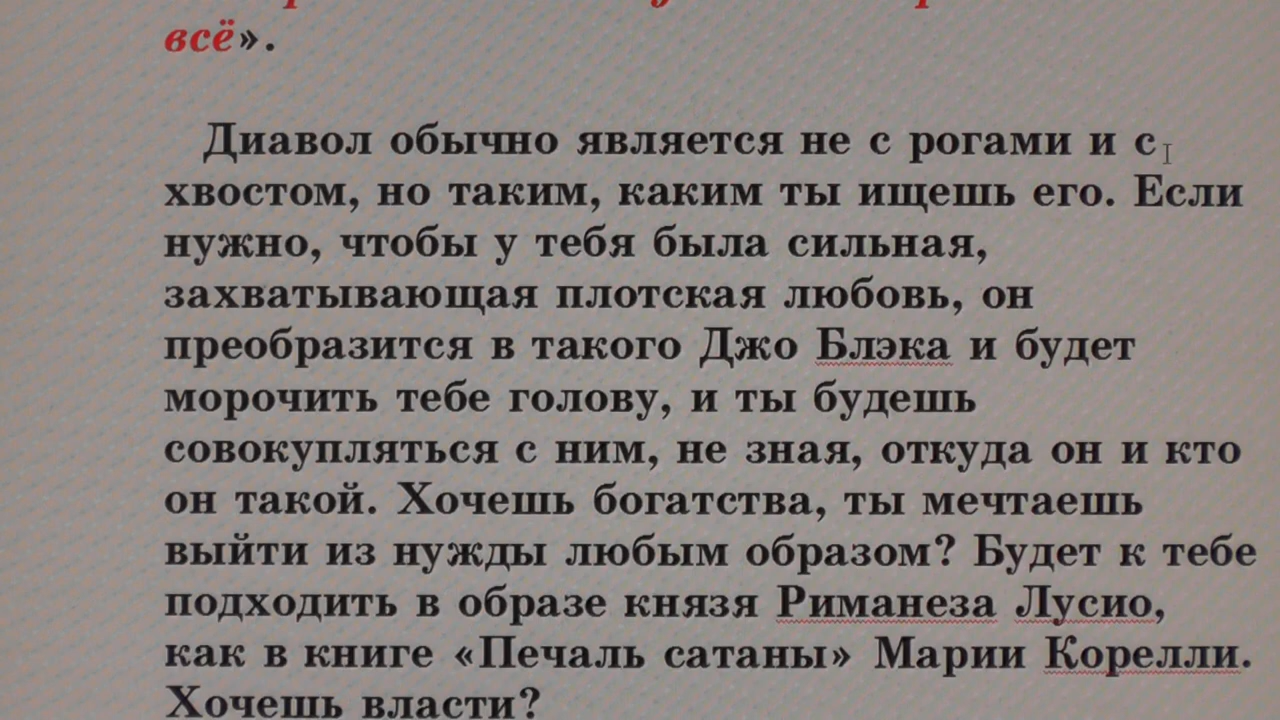 всё».
Диавол обычно является не с рогами и с
хвостом, но таким, каким ты ищешь его. Если
нужно, чтобы у тебя была сильная,
захватывающая плотская любовь, он
преобразится в такого Джо Блэка и будет
морочить тебе голову, и ты будешь
совокупляться с ним, не зная, откуда он и кто
он такой. Хочешь богатства, ты мечтаешь
выйти из нужды любым образом? Будет к тебе
подходить в образе князя Риманеза Лусио,
как в книге «Печаль сатаны» Марии Корелли.
Хочешь власти?